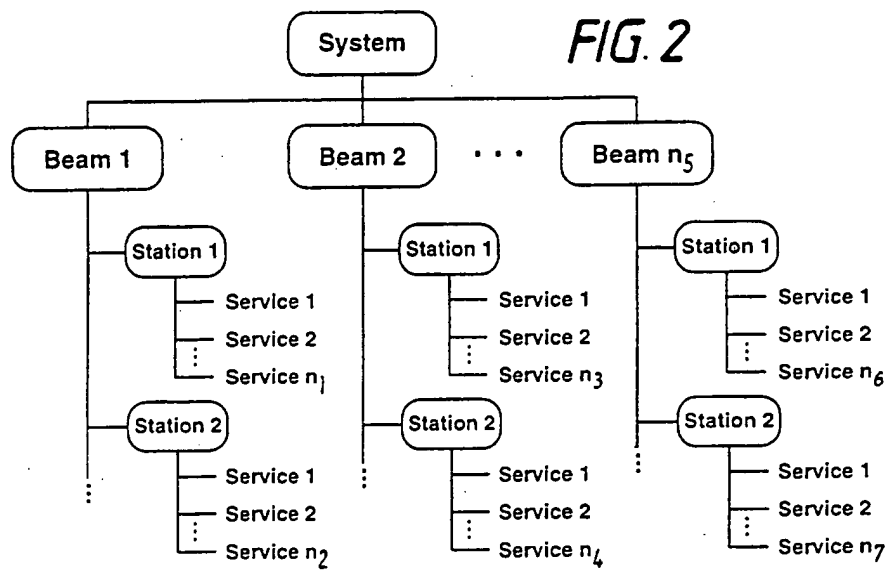 System
FIG. 2
Beam 1
Beam 2
. . .
Beam n5
Station 1
Service 1
Service 2
Service n1
Station 2
Service 1
Service 2
Service n2
Station 1
Service 1
Service 2
Service n3
Station 2
Service 1
Service 2
Service n4
Station 1
Service 1
Service 2
Service n6
Station 2
Service 1
Service 2
Service n7